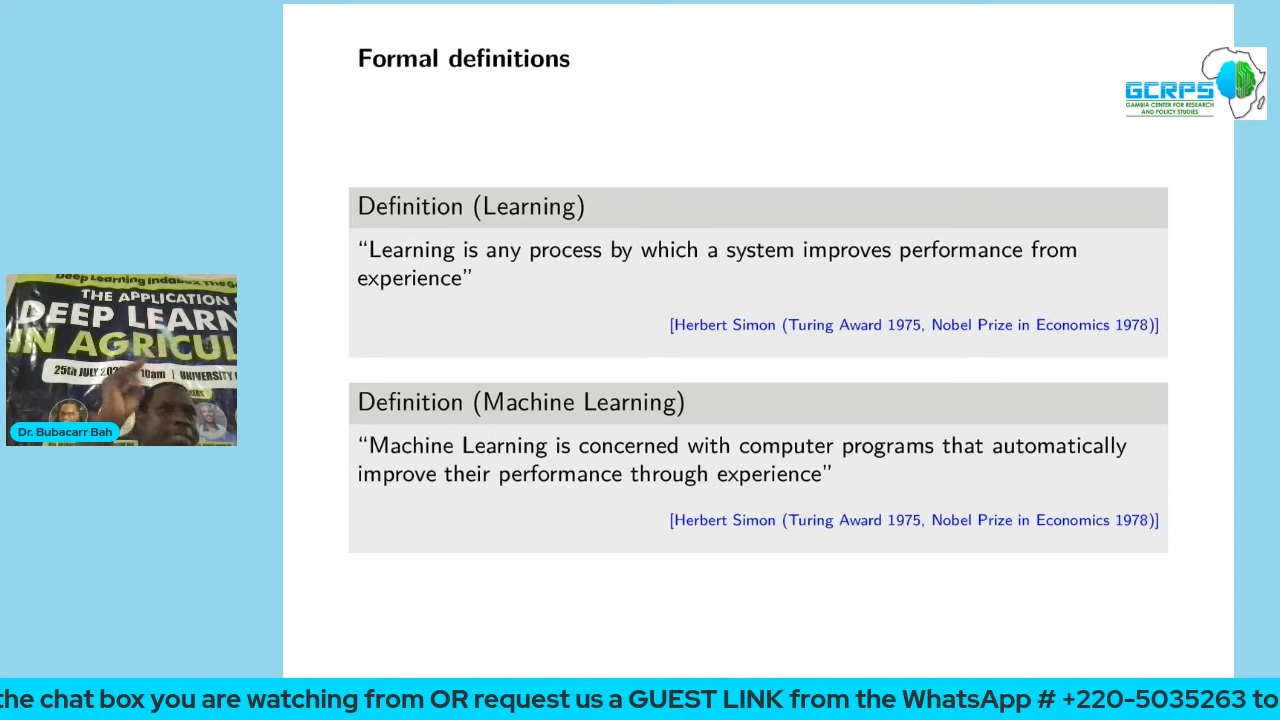 Formal definitions
GCRPS
GAMBIA CENTER FOR RESEARCH
AND POLICY STUDIES
Definition (Learning)
“Learning is any process by which a system improves performance from
experience”
[Herbert Simon (Turing Award 1975, Nobel Prize in Economics 1978)]
Deep Learning
THE APPLICATION
DEEP LEARN
IN AGRICUL
25th JULY
10am | UNIVERSITY
Dr. Bubacarr Bah
Definition (Machine Learning)
“Machine Learning is concerned with computer programs that automatically
improve their performance through experience”
[Herbert Simon (Turing Award 1975, Nobel Prize in Economics 1978)]
the chat box you are watching from OR request us a GUEST LINK from the WhatsApp # +220-5035263 to